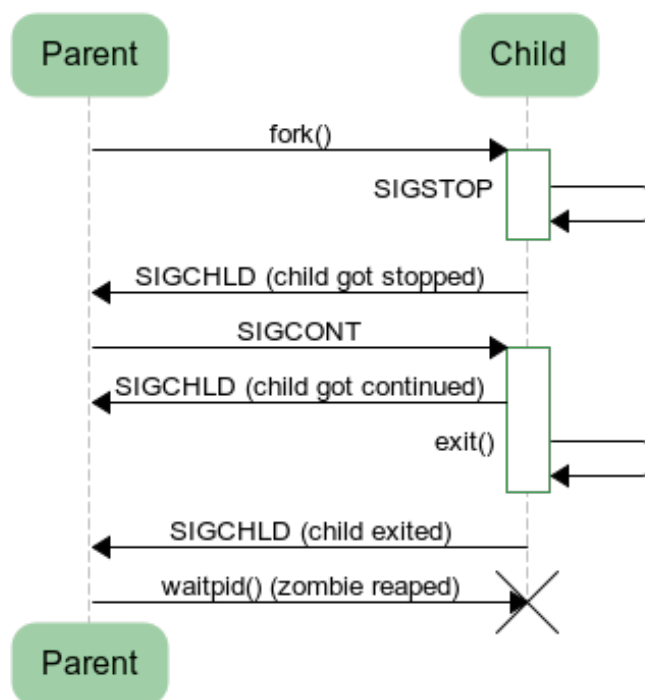 Parent
Child
fork()
SIGSTOP
SIGCHLD (child got stopped)
SIGCONT
SIGCHLD (child got continued)
exit()
SIGCHLD (child exited)
waitpid() (zombie reaped)
Parent